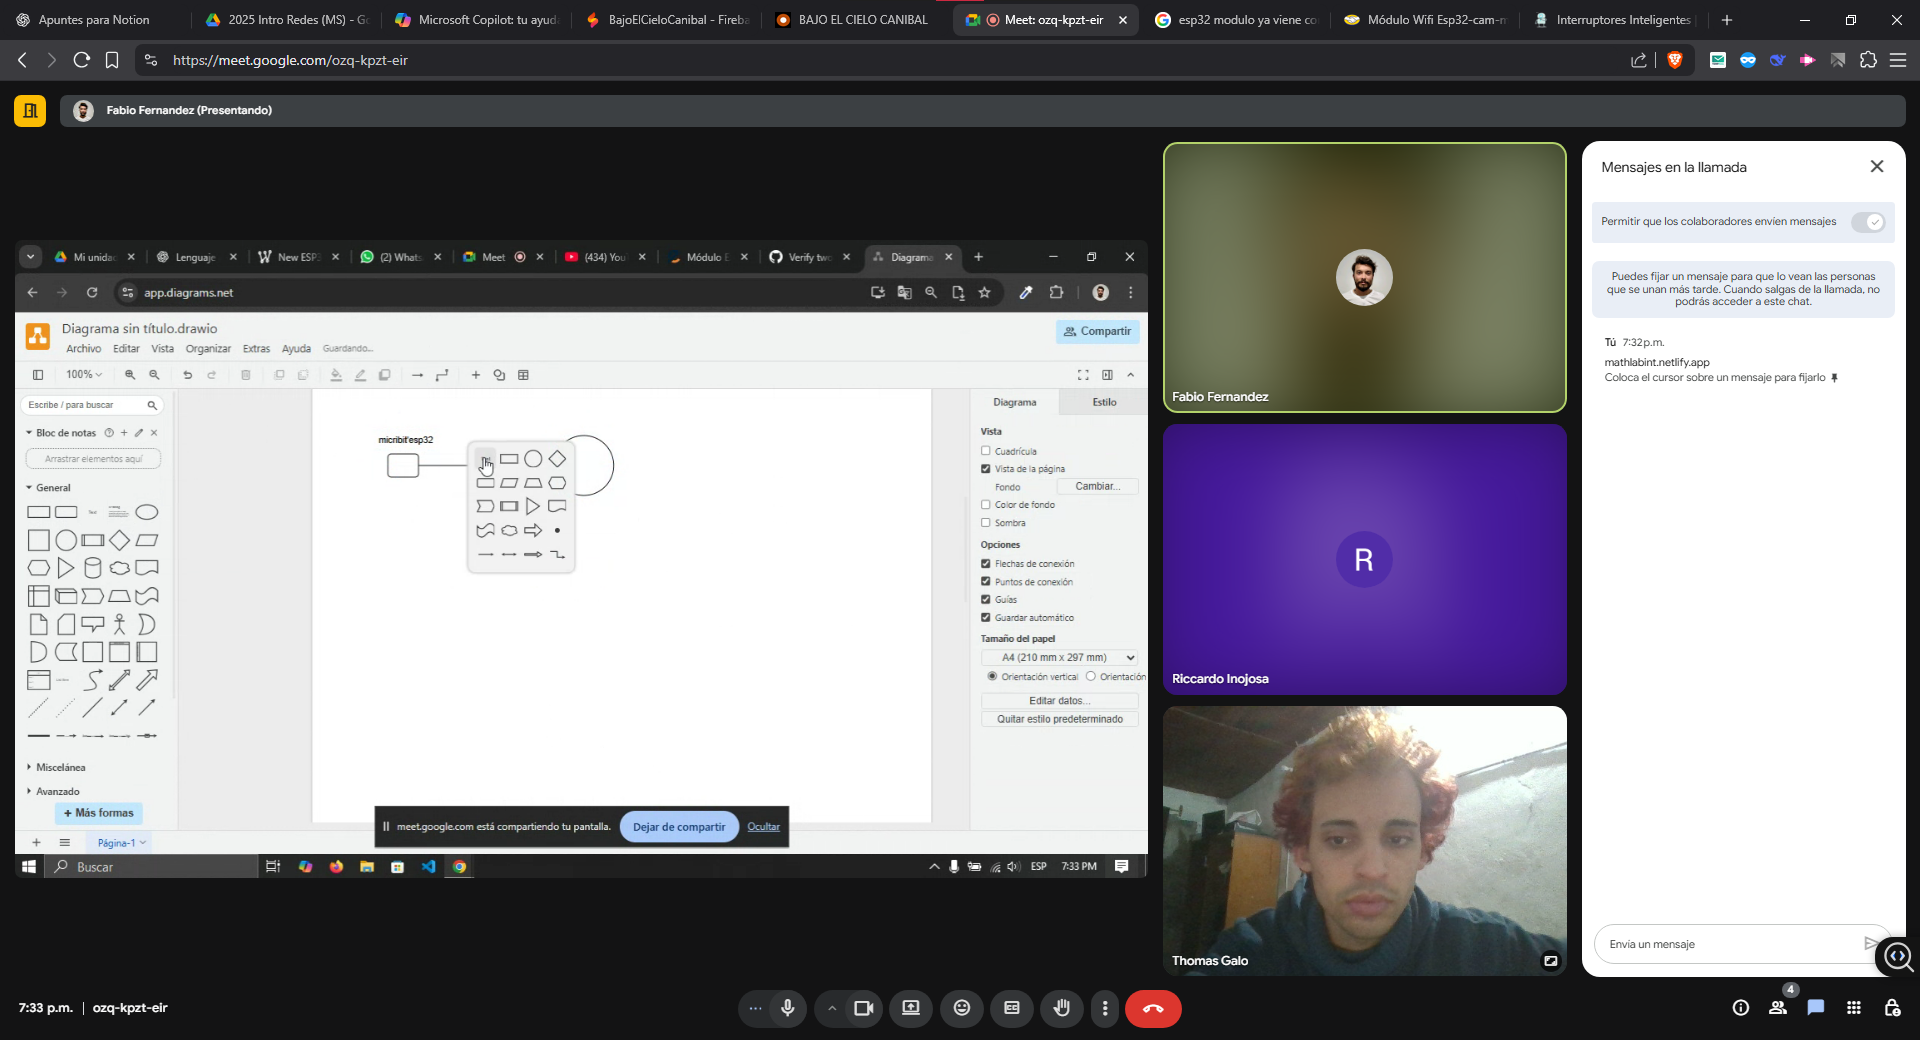 Apuntes para Notion
2025 Intro Redes (MS) - Go
Microsoft Copilot: tu ayuda
BajoElCieloCanibal - Fireba
BAJO EL CIELO CANIBAL
Meet: ozq-kpzt-eir
esp32 modulo ya viene co
Módulo Wifi Esp32-cam-m
Interruptores Inteligentes
https://meet.google.com/ozq-kpzt-eir
Fabio Fernandez (Presentando)
Mi unidad
Lenguaje
New ESP3
(2) Whats
Meet
(434) You
Módulo E
Verify two
Diagrama
app.diagrams.net
Diagrama sin título.drawio
Compartir
Archivo Editar Vista Organizar Extras Ayuda Guardando...
100%
Escribe / para buscar
Bloc de notas
Arrastrar elementos aquí
General
Text
micribit'esp32
Diagrama
Estilo
Vista
Cuadrícula
Vista de la página
Fondo
Cambiar...
Color de fondo
Sombra
Opciones
Flechas de conexión
Puntos de conexión
Guías
Guardar automático
Tamaño del papel
A4 (210 mm x 297 mm)
Orientación vertical
Orientación
Editar datos...
Quitar estilo predeterminado
Miscelánea
Avanzado
+ Más formas
Página-1
meet.google.com está compartiendo tu pantalla.
Dejar de compartir
Ocultar
Buscar
ESP
7:33 PM
Fabio Fernandez
R
Riccardo Inojosa
Thomas Galo
Mensajes en la llamada
Permitir que los colaboradores envíen mensajes
Puedes fijar un mensaje para que lo vean las personas
que se unan más tarde. Cuando salgas de la llamada, no
podrás acceder a este chat.
Tú 7:32 p.m.
mathlabint.netlify.app
Coloca el cursor sobre un mensaje para fijarlo
Envía un mensaje
7:33 p.m. | ozq-kpzt-eir
4